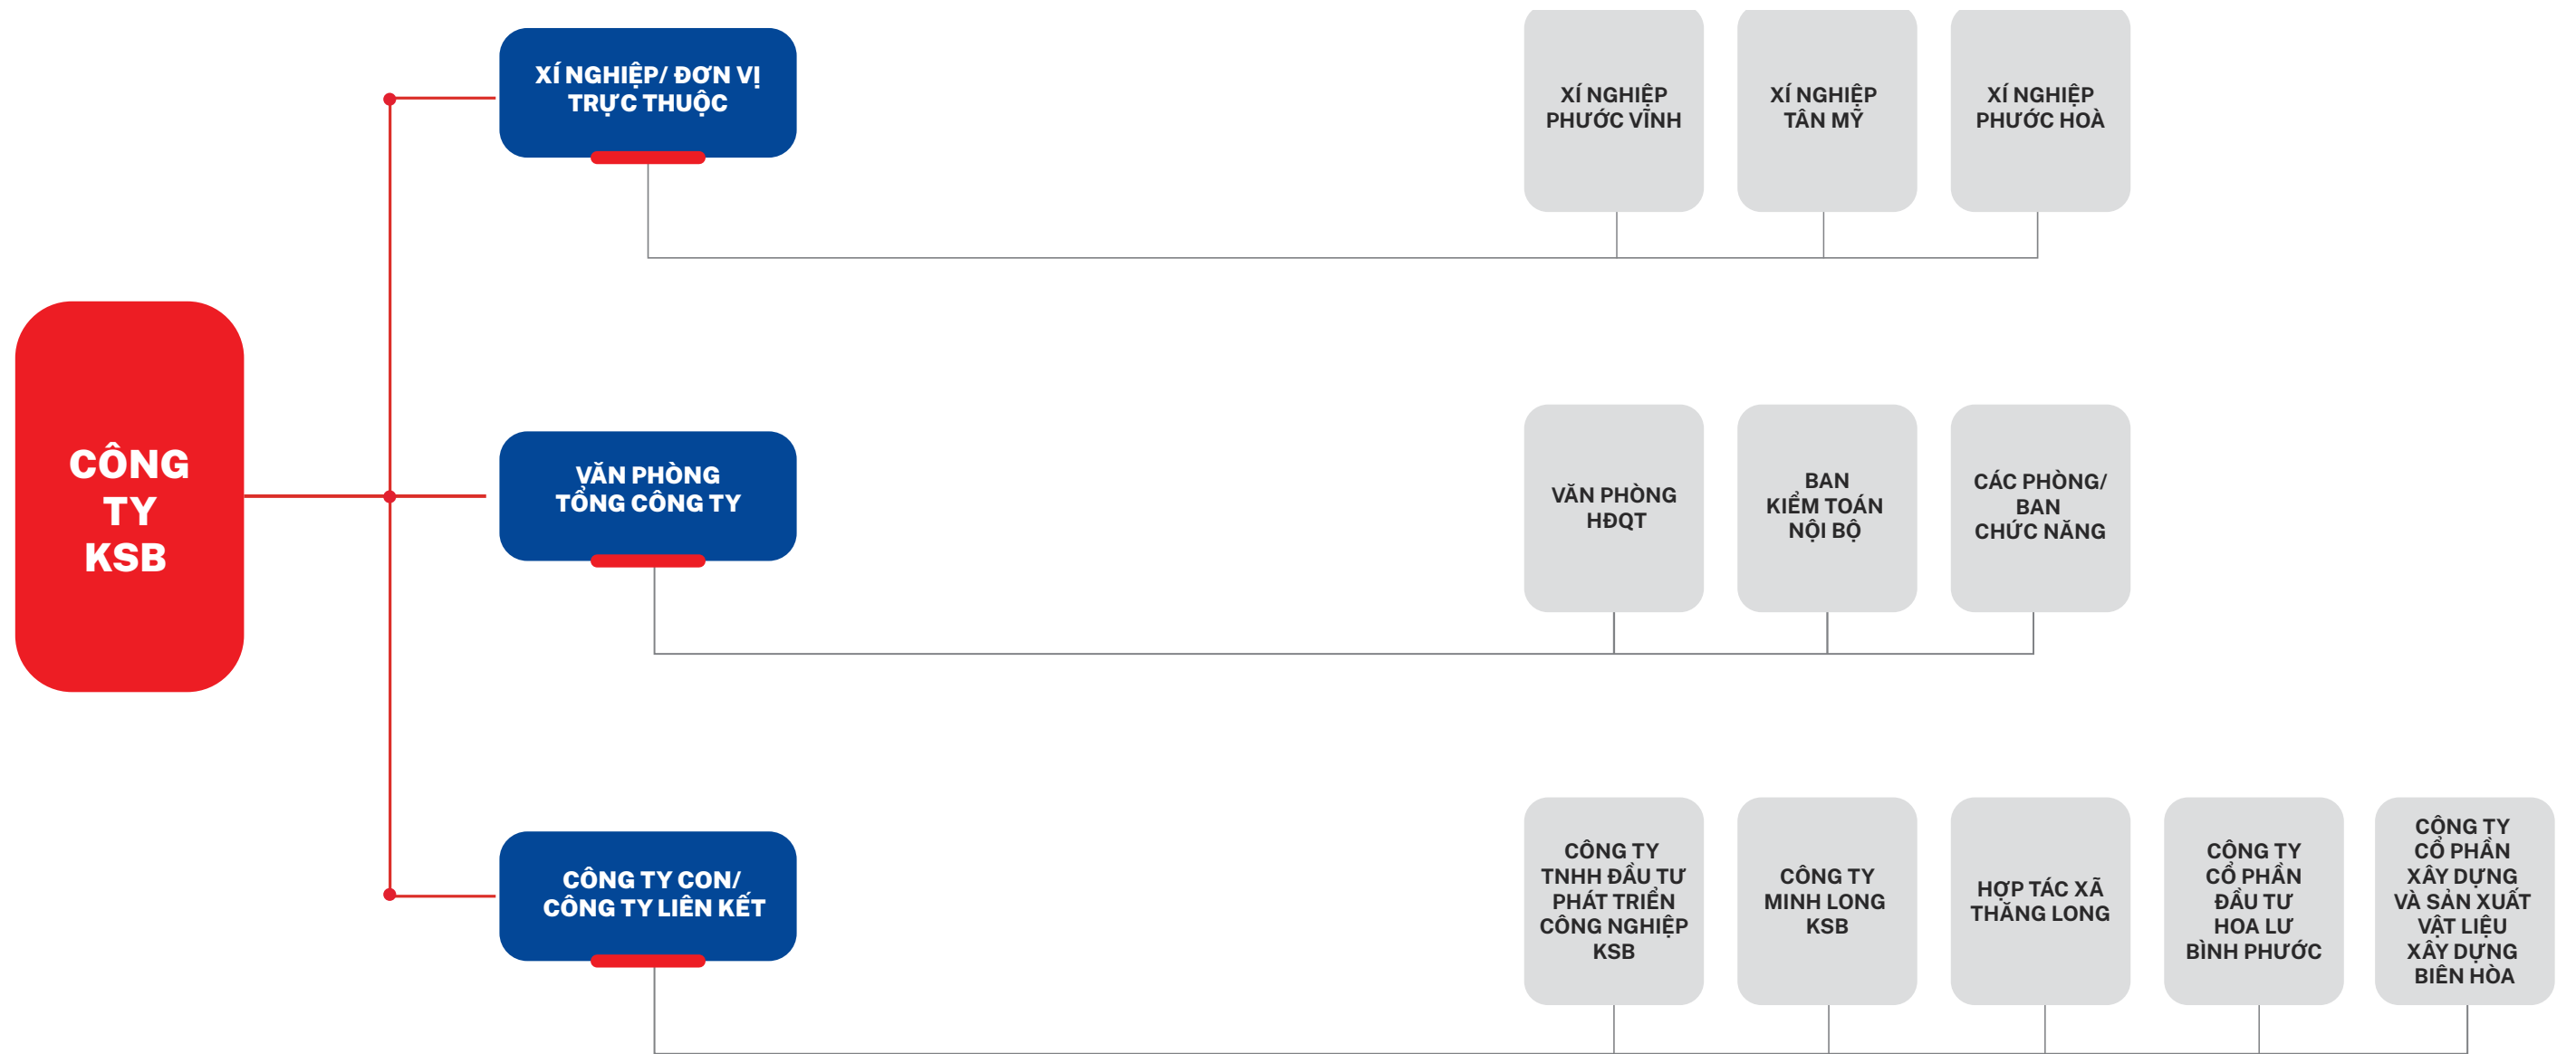 XÍ NGHIỆP/ ĐƠN VỊ
TRỰC THUỘC
XÍ NGHIỆP
PHƯỚC VĨNH
XÍ NGHIỆP
TÂN MỸ
XÍ NGHIỆP
PHƯỚC HOÀ
CÔNG
TY
KSB
VĂN PHÒNG
TỔNG CÔNG TY
VĂN PHÒNG
HĐQT
BAN
KIỂM TOÁN
NỘI BỘ
CÁC PHÒNG/
BAN
CHỨC NĂNG
CÔNG TY CON/
CÔNG TY LIÊN KẾT
CÔNG TY
TNHH ĐẦU TƯ
PHÁT TRIỂN
CÔNG NGHIỆP
KSB
CÔNG TY
MINH LONG
KSB
HỢP TÁC XÃ
THĂNG LONG
CÔNG TY
CỔ PHẦN
ĐẦU TƯ
HOA LƯ
BÌNH PHƯỚC
CÔNG TY
CỔ PHẦN
XÂY DỰNG
VÀ SẢN XUẤT
VẬT LIỆU
XÂY DỰNG
BIÊN HÒA